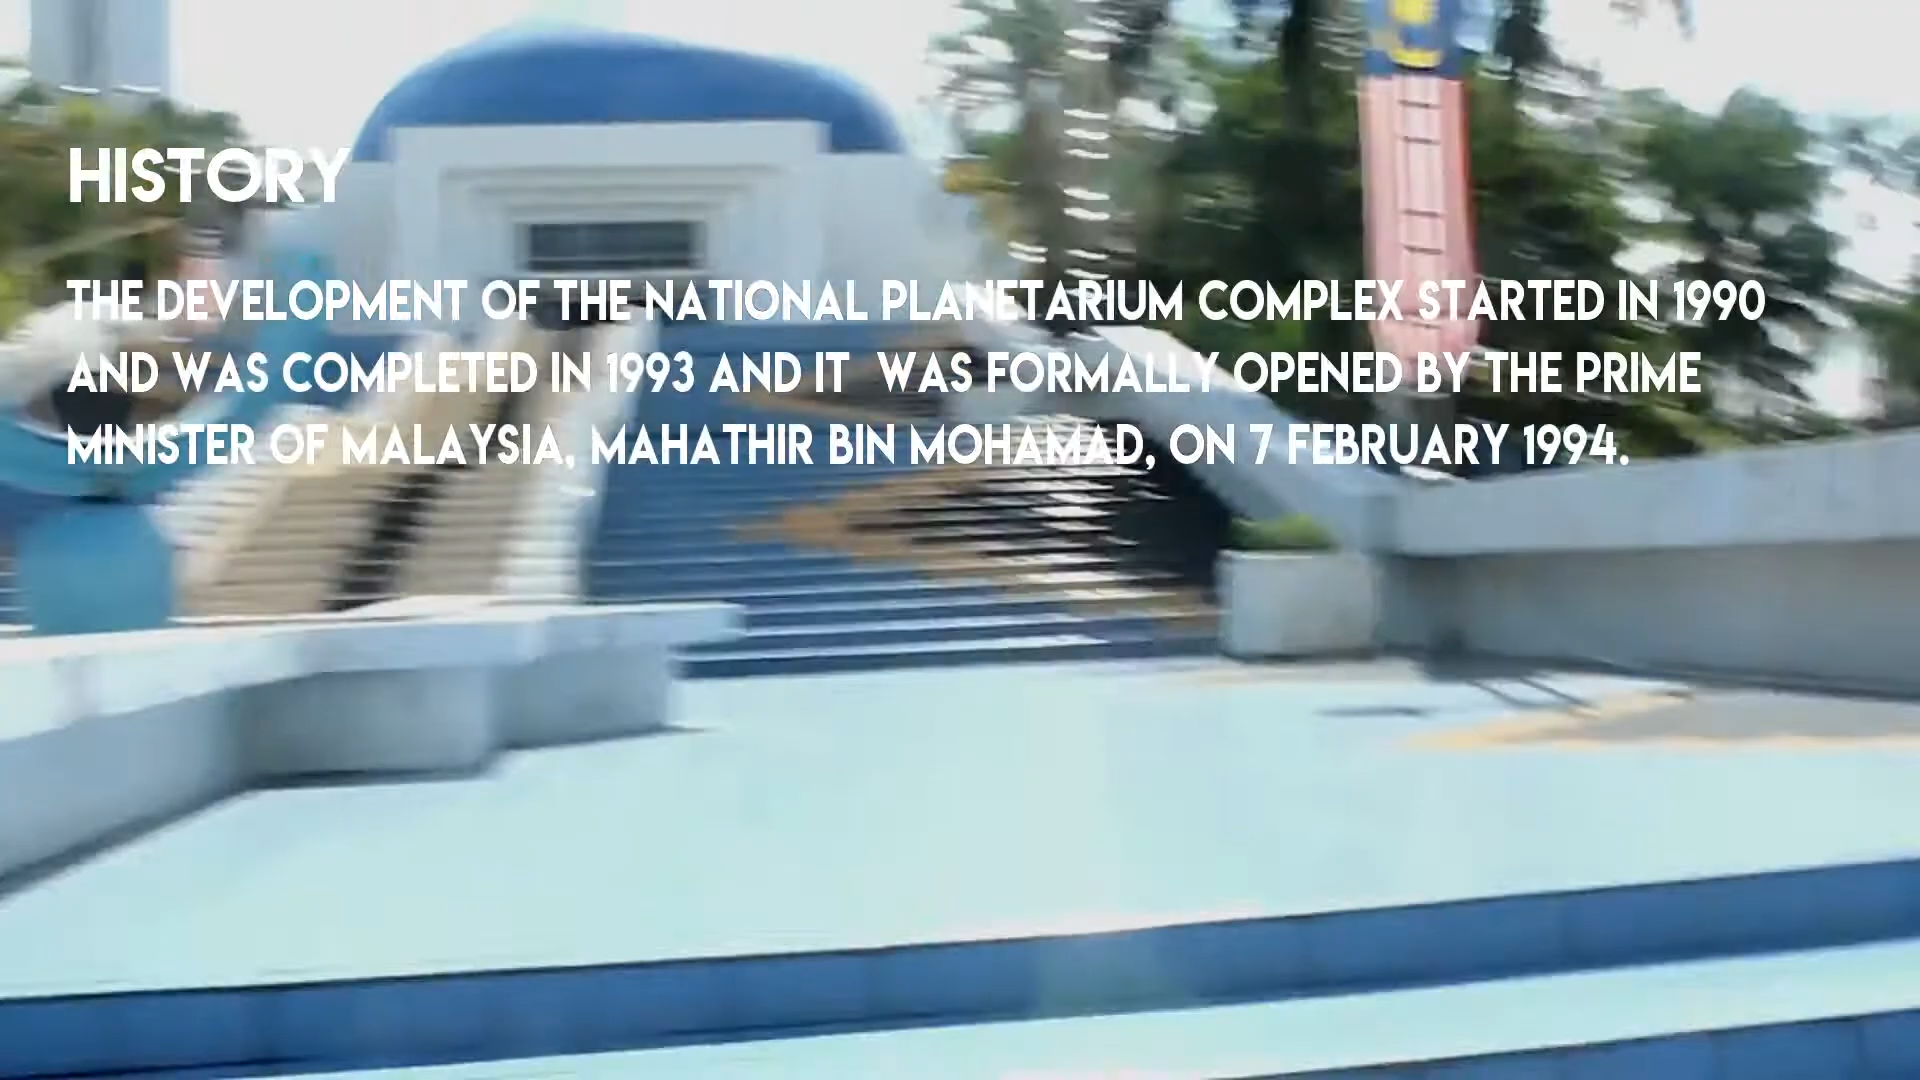 HISTORY
THE DEVELOPMENT OF THE NATIONAL PLANETARIUM COMPLEX STARTED IN 1990
AND WAS COMPLETED IN 1993 AND IT  WAS FORMALLY OPENED BY THE PRIME
MINISTER OF MALAYSIA, MAHATHIR BIN MOHAMAD, ON 7 FEBRUARY 1994.